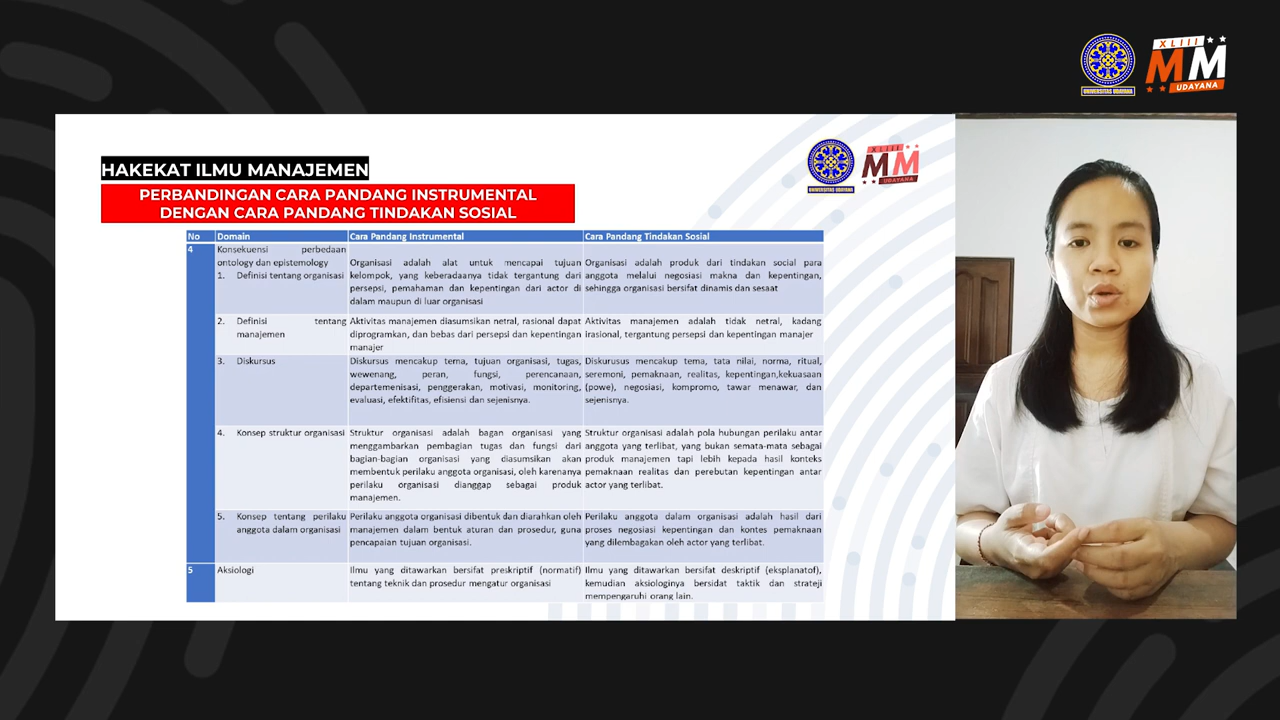 XLIII
MM
UDAYANA
UNIVERSITAS UDAYANA
HAKEKAT ILMU MANAJEMEN
PERBANDINGAN CARA PANDANG INSTRUMENTAL
DENGAN CARA PANDANG TINDAKAN SOSIAL
XLIII
MM
UDAYANA
UNIVERSITAS UDAYANA
No Domain Cara Pandang Instrumental Cara Pandang Tindakan Sosial
4 Konsekuensi perbedaan
ontology dan epistemology
1. Definisi tentang organisasi
Organisasi adalah alat untuk mencapai tujuan
kelompok, yang keberadaanya tidak tergantung dari
persepsi, pemahaman dan kepentingan dari actor di
dalam maupun di luar organisasi
Organisasi adalah produk dari tindakan social para
anggota melalui negosiasi makna dan kepentingan,
sehingga organisasi bersifat dinamis dan sesaat
2. Definisi tentang
manajemen
Aktivitas manajemen diasumsikan netral, rasional dapat
diprogramkan, dan bebas dari persepsi dan kepentingan
manajer
Aktivitas manajemen adalah tidak netral, kadang
irasional, tergantung persepsi dan kepentingan manajer
3. Diskursus
Diskursus mencakup tema, tujuan organisasi, tugas,
wewenang, peran, fungsi, perencanaan,
departemenisasi, penggerakan, motivasi, monitoring,
evaluasi, efektifitas, efisiensi dan sejenisnya.
Diskurusus mencakup tema, tata nilai, norma, ritual,
seremoni, pemaknaan, realitas, kepentingan,kekuasaan
(powe), negosiasi, kompromo, tawar menawar, dan
sejenisnya.
4. Konsep struktur organisasi
Struktur organisasi adalah bagan organisasi yang
menggambarkan pembagian tugas dan fungsi dari
bagian-bagian organisasi yang diasumsikan akan
membentuk perilaku anggota organisasi, oleh karenanya
perilaku organisasi dianggap sebagai produk
manajemen.
Struktur organisasi adalah pola hubungan perilaku antar
anggota yang terlibat, yang bukan semata-mata sebagai
produk manajemen tapi lebih kepada hasil konteks
pemaknaan realitas dan perebutan kepentingan antar
actor yang terlibat.
5. Konsep tentang perilaku
anggota dalam organisasi
Perilaku anggota organisasi dibentuk dan diarahkan oleh
manajemen dalam bentuk aturan dan prosedur, guna
pencapaian tujuan organisasi.
Perilaku anggota dalam organisasi adalah hasil dari
proses negosiasi kepentingan dan kontes pemaknaan
yang dilembagakan oleh actor yang terlibat.
5 Aksiologi
Ilmu yang ditawarkan bersifat preskriptif (normatif)
tentang teknik dan prosedur mengatur organisasi
Ilmu yang ditawarkan bersifat deskriptif (eksplanatof),
kemudian aksiologinya bersidat taktik dan strateji
mempengaruhi orang lain.